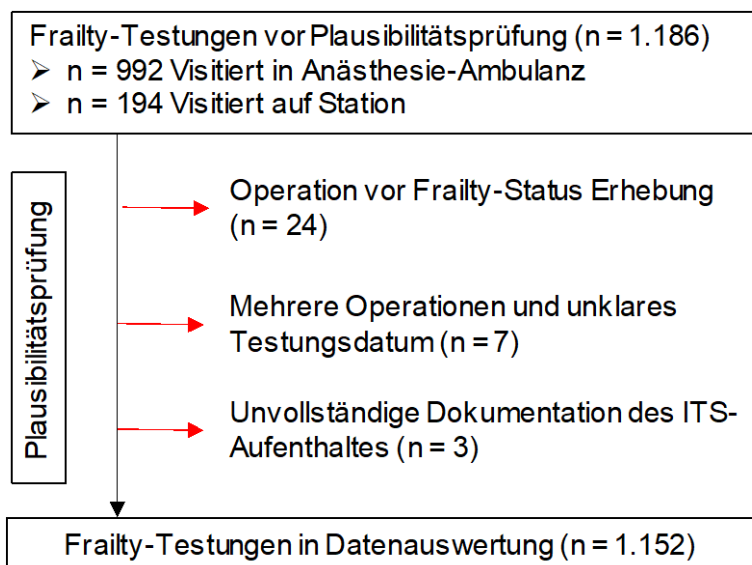 Frailty-Testungen vor Plausibilitätsprüfung (n = 1.186)
➢ n = 992 Visitiert in Anästhesie-Ambulanz
➢ n = 194 Visitiert auf Station
Plausibilitätsprüfung
Operation vor Frailty-Status Erhebung
(n = 24)
Mehrere Operationen und unklares
Testungsdatum (n = 7)
Unvollständige Dokumentation des ITS-
Aufenthaltes (n = 3)
Frailty-Testungen in Datenauswertung (n = 1.152)